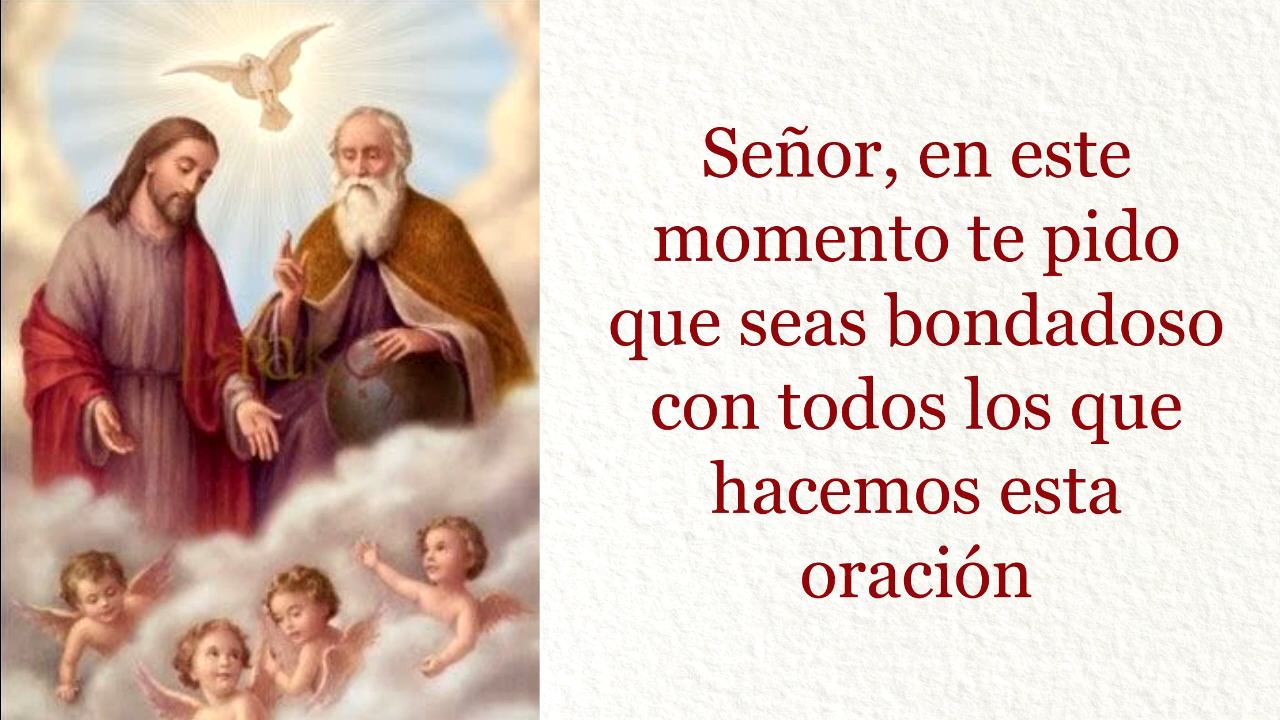 Señor, en este
momento te pido
que seas bondadoso
con todos los que
hacemos esta
oración